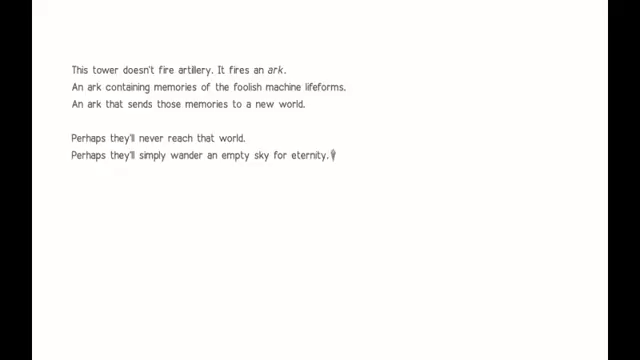 This tower doesn't fire artillery. It fires an ark.
An ark containing memories of the foolish machine lifeforms.
An ark that sends those memories to a new world.
Perhaps they'll never reach that world.
Perhaps they'll simply wander an empty sky for eternity.